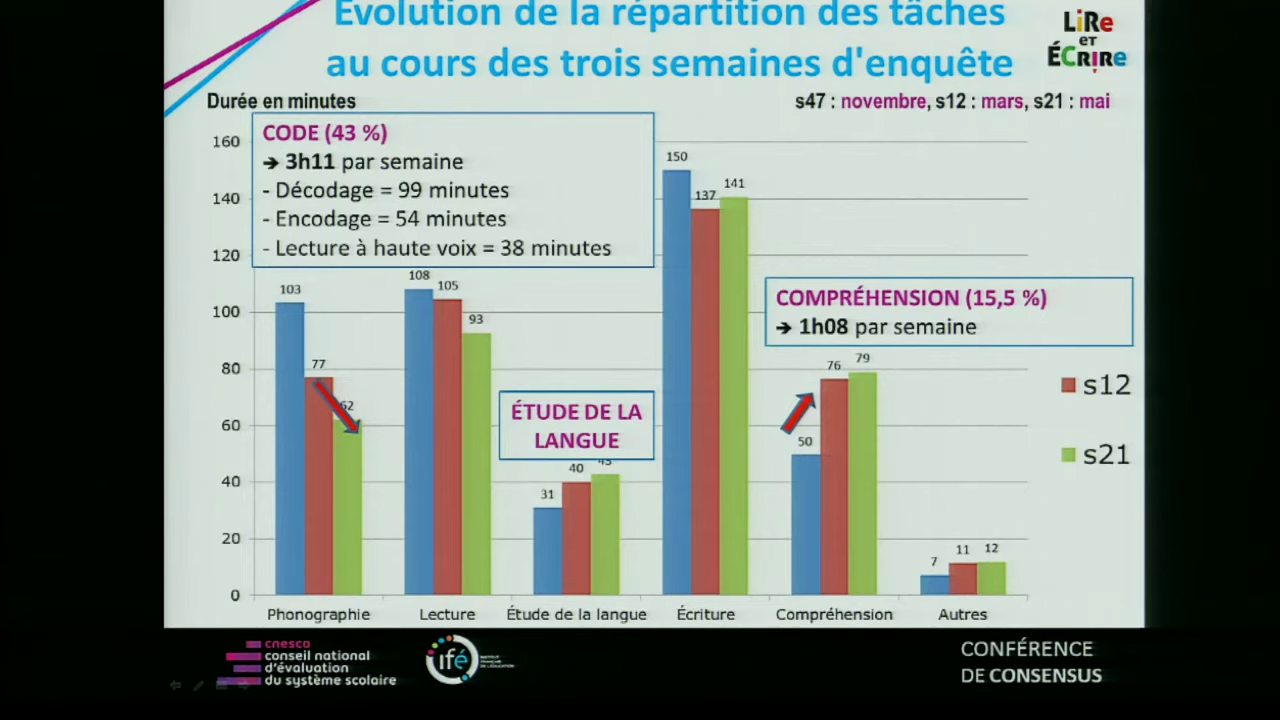 Évolution de la répartition des tâches
au cours des trois semaines d'enquête
LiRe
ET
ÉCRIRe
Durée en minutes
s47 : novembre, s12 : mars, s21 : mai
CODE (43 %)
➔ 3h11 par semaine
- Décodage = 99 minutes
- Encodage = 54 minutes
- Lecture à haute voix = 38 minutes
160
140
120
100
80
60
40
20
0
103
77
62
108
105
93
ÉTUDE DE LA
LANGUE
31
40
43
150
137
141
COMPRÉHENSION (15,5 %)
➔ 1h08 par semaine
50
76
79
7
11
12
s12
s21
Phonographie
Lecture
Étude de la langue
Écriture
Compréhension
Autres
cnesco
conseil national
d'évaluation
du système scolaire
ifé
CONFÉRENCE
DE CONSENSUS